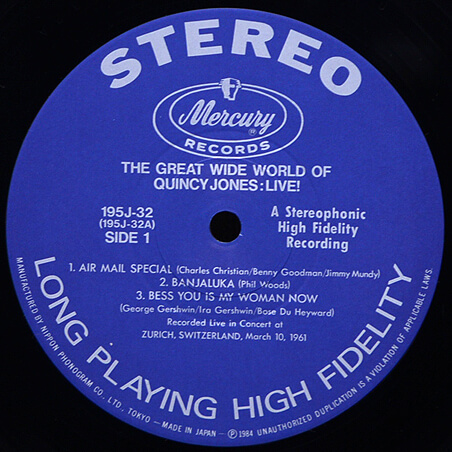 STEREO
Mercury
®
RECORDS
THE GREAT WIDE WORLD OF
QUINCY JONES: LIVE!
195J-32
(195J-32A)
SIDE 1
A Stereophonic
High Fidelity
Recording
1. AIR MAIL SPECIAL (Charles Christian/Benny Goodman/Jimmy Mundy)
2. BANJALUKA (Phil Woods)
3. BESS YOU IS MY WOMAN NOW
(George Gershwin/Ira Gershwin/Bose Du Heyward)
Recorded Live in Concert at
ZURICH, SWITZERLAND, March 10, 1961
LONG PLAYING HIGH FIDELITY
MANUFACTURED BY NIPPON PHONOGRAM CO., LTD., TOKYO – MADE IN JAPAN – Ⓟ 1984 UNAUTHORIZED DUPLICATION IS A VIOLATION OF APPLICABLE LAWS.